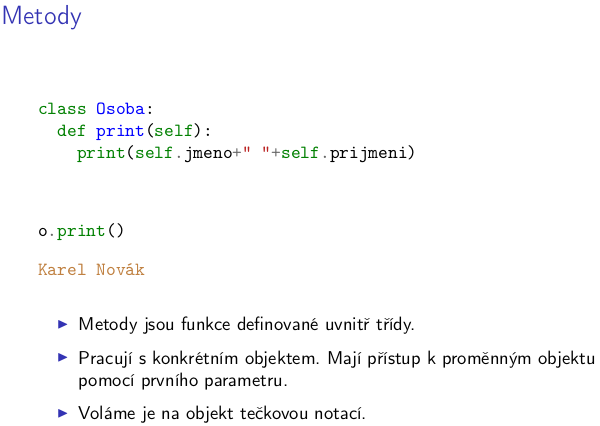 Metody
class Osoba:
def print(self):
print(self.jmeno+" "+self.prijmeni)
o.print()
Karel Novák
▶ Metody jsou funkce definované uvnitř třídy.
▶ Pracují s konkrétním objektem. Mají přístup k proměnným objektu
pomocí prvního parametru.
▶ Voláme je na objekt tečkovou notací.